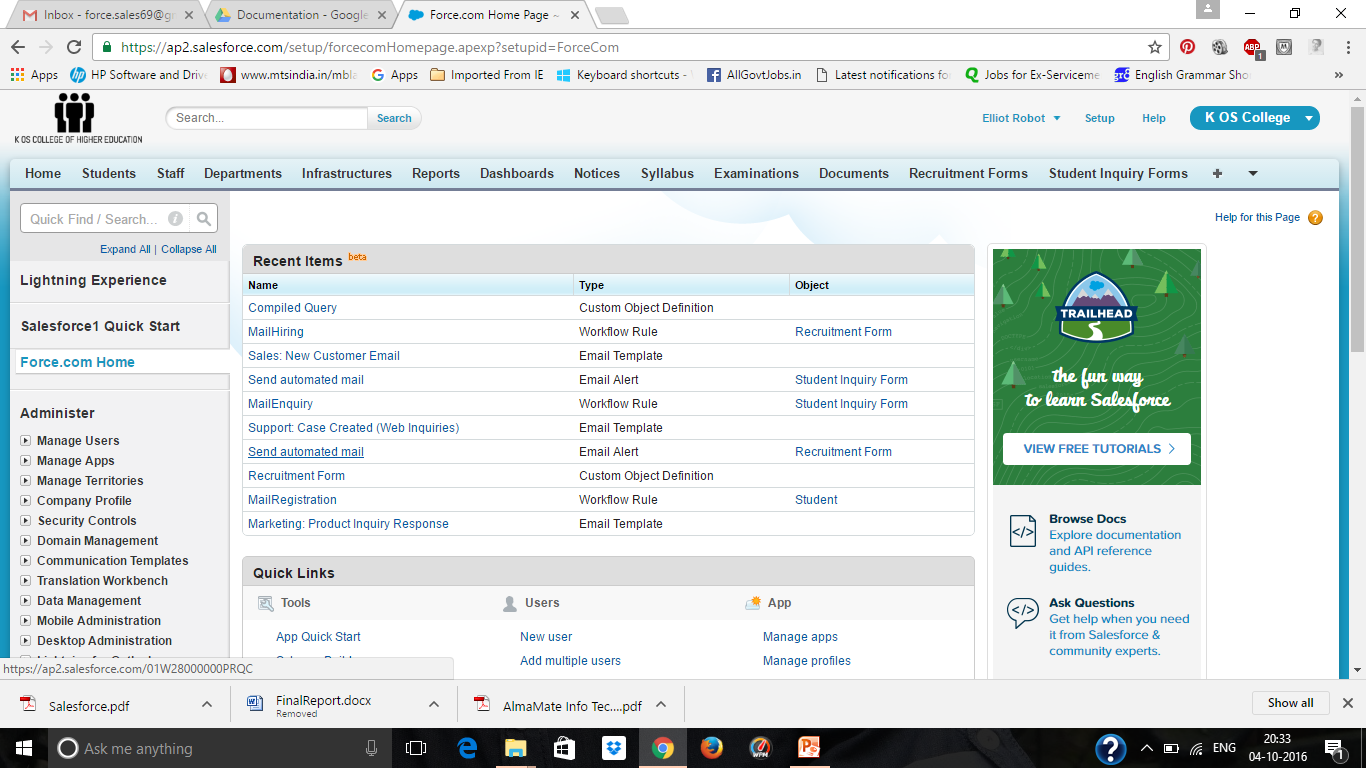 Inbox - force.sales69@g
Documentation - Google
Force.com Home Page ~
https://ap2.salesforce.com/setup/forcecomHomepage.apexp?setupid=ForceCom
ABP 1
Apps
HP Software and Driv
www.mtsindia.in/mbla
Apps
Imported From IE
Keyboard shortcuts -
AllGovtJobs.in
Latest notifications fo
Jobs for Ex-Serviceme
English Grammar Sho
»
K OS COLLEGE OF HIGHER EDUCATION
Search...
Search
Elliot Robot
Setup
Help
K OS College
Home
Students
Staff
Departments
Infrastructures
Reports
Dashboards
Notices
Syllabus
Examinations
Documents
Recruitment Forms
Student Inquiry Forms
+
Quick Find / Search...
Expand All | Collapse All
Help for this Page ?
Lightning Experience
Salesforce1 Quick Start
Force.com Home
Administer
Manage Users
Manage Apps
Manage Territories
Company Profile
Security Controls
Domain Management
Communication Templates
Translation Workbench
Data Management
Mobile Administration
Desktop Administration
Recent Items beta
Name Type Object
Compiled Query Custom Object Definition
MailHiring Workflow Rule Recruitment Form
Sales: New Customer Email Email Template
Send automated mail Email Alert Student Inquiry Form
MailEnquiry Workflow Rule Student Inquiry Form
Support: Case Created (Web Inquiries) Email Template
Send automated mail Email Alert Recruitment Form
Recruitment Form Custom Object Definition
MailRegistration Workflow Rule Student
Marketing: Product Inquiry Response Email Template
Quick Links
Tools
Users
App
App Quick Start
New user
Manage apps
Add multiple users
Manage profiles
TRAILHEAD
the fun way
to learn Salesforce
VIEW FREE TUTORIALS
Browse Docs
Explore documentation
and API reference
guides.
Ask Questions
Get help when you need
it from Salesforce &
community experts.
https://ap2.salesforce.com/01W28000000PRQC
Salesforce.pdf
FinalReport.docx
Removed
AlmaMate Info Tec....pdf
Show all
Ask me anything
ENG
20:33
04-10-2016
1